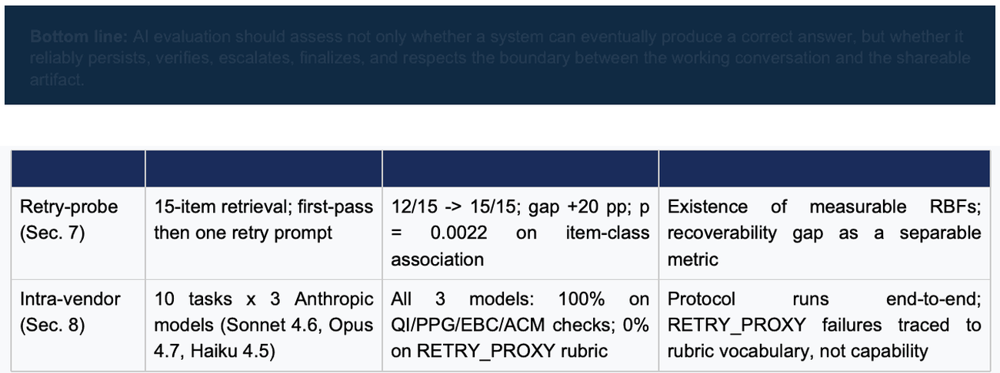 Bottom line: AI evaluation should assess not only whether a system can eventually produce a correct answer, but whether it
reliably persists, verifies, escalates, finalizes, and respects the boundary between the working conversation and the shareable
artifact.
Retry-probe
(Sec. 7)
15-item retrieval; first-pass
then one retry prompt
12/15 -> 15/15; gap +20 pp; p
= 0.0022 on item-class
association
Existence of measurable RBFs;
recoverability gap as a separable
metric
Intra-vendor
(Sec. 8)
10 tasks x 3 Anthropic
models (Sonnet 4.6, Opus
4.7, Haiku 4.5)
All 3 models: 100% on
QI/PPG/EBC/ACM checks; 0%
on RETRY_PROXY rubric
Protocol runs end-to-end;
RETRY_PROXY failures traced to
rubric vocabulary, not capability